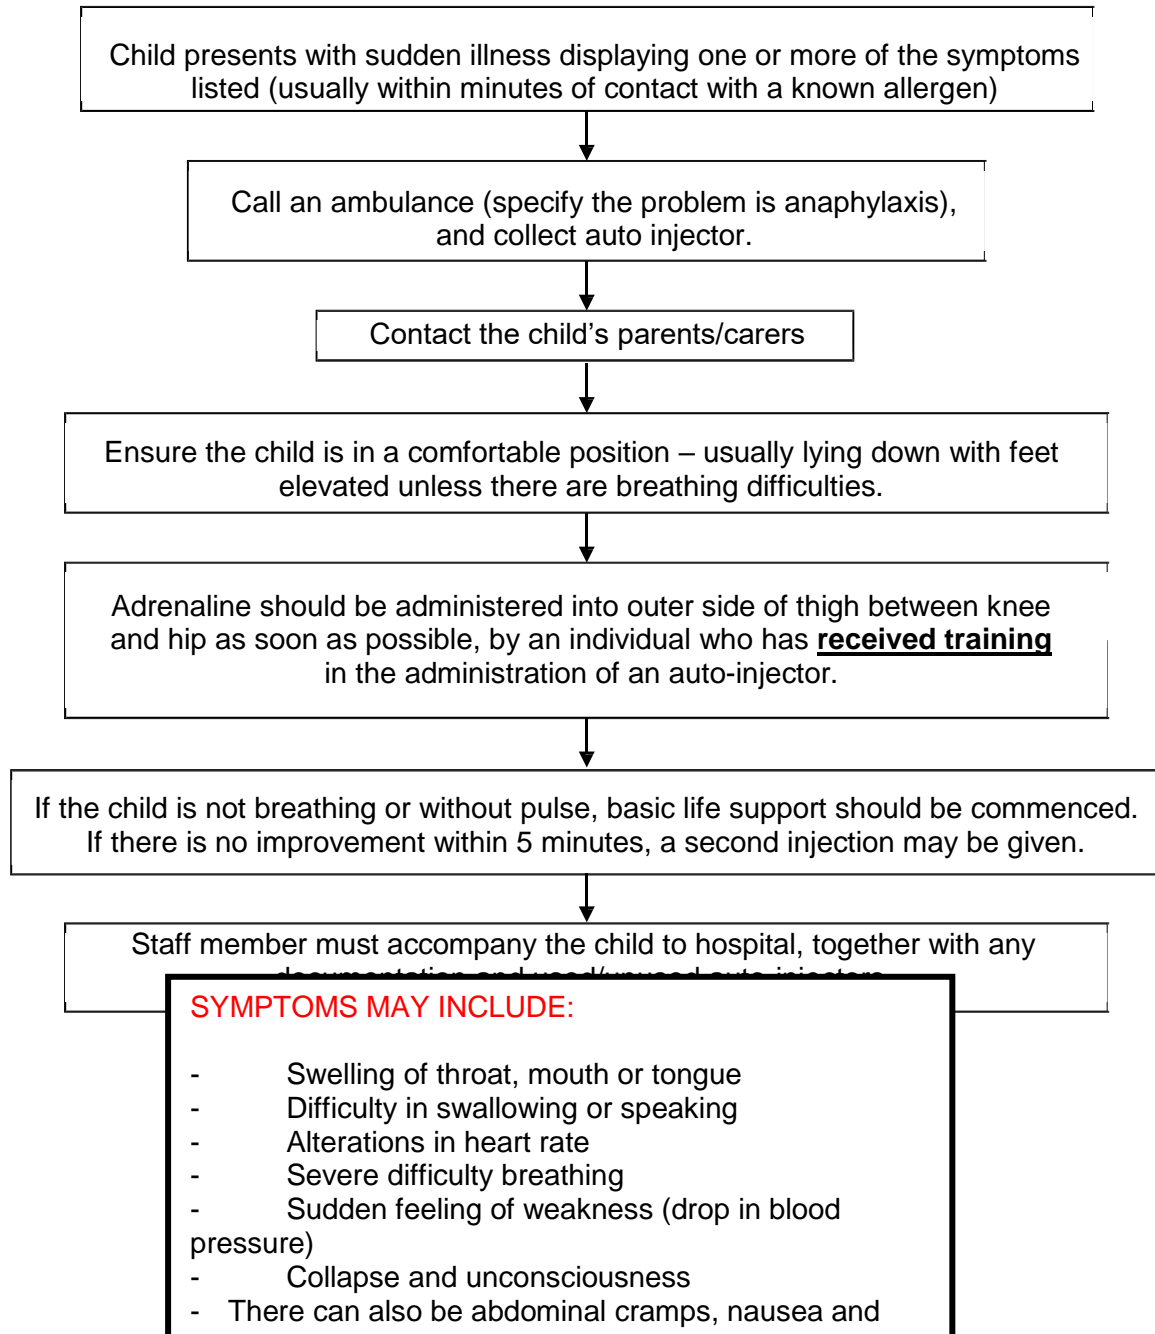 Child presents with sudden illness displaying one or more of the symptoms
listed (usually within minutes of contact with a known allergen)
Call an ambulance (specify the problem is anaphylaxis),
and collect auto injector.
Contact the child's parents/carers
Ensure the child is in a comfortable position – usually lying down with feet
elevated unless there are breathing difficulties.
Adrenaline should be administered into outer side of thigh between knee
and hip as soon as possible, by an individual who has received training
in the administration of an auto-injector.
If the child is not breathing or without pulse, basic life support should be commenced.
If there is no improvement within 5 minutes, a second injection may be given.
Staff member must accompany the child to hospital, together with any
documentation and used/unused auto-injectors
SYMPTOMS MAY INCLUDE:
- Swelling of throat, mouth or tongue
- Difficulty in swallowing or speaking
- Alterations in heart rate
- Severe difficulty breathing
- Sudden feeling of weakness (drop in blood
pressure)
- Collapse and unconsciousness
- There can also be abdominal cramps, nausea and